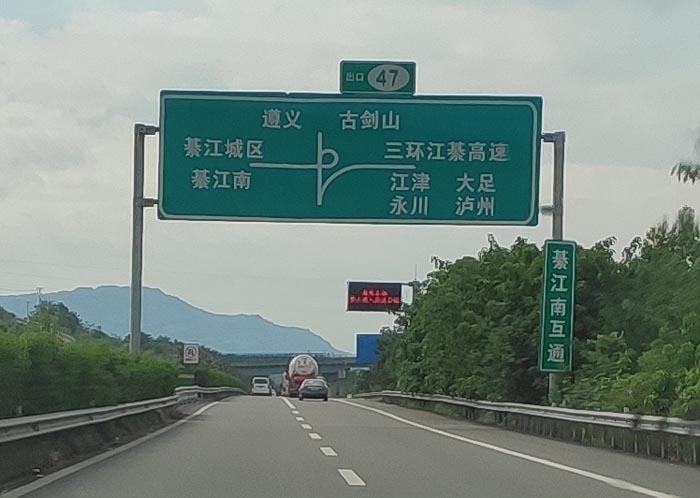 出口 47
遵义 古剑山
綦江城区 三环江綦高速
綦江南 江津 大足
永川 泸州
綦江南互通